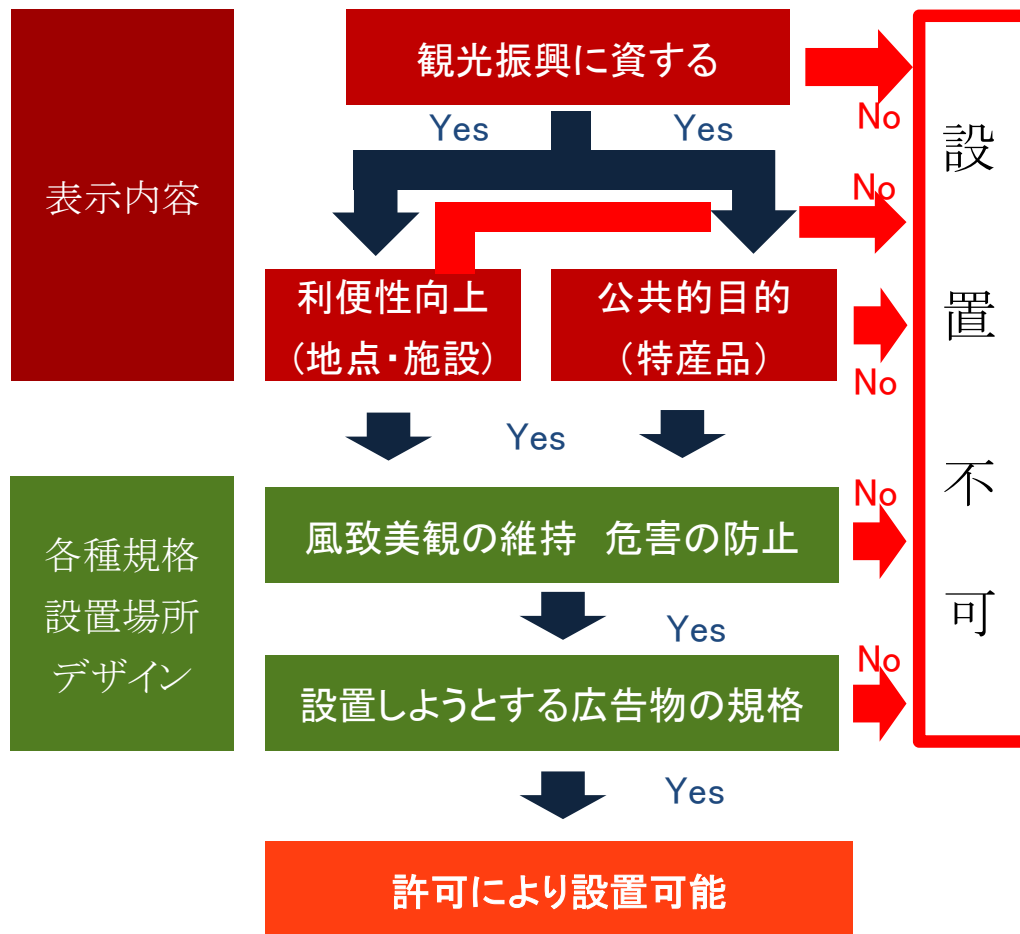 観光振興に資する
No
Yes
Yes
表示内容
No
利便性向上
（地点・施設）
公共的目的
（特産品）
No
Yes
各種規格
設置場所
デザイン
風致美観の維持　危害の防止
No
Yes
設置しようとする広告物の規格
No
Yes
許可により設置可能
設置不可